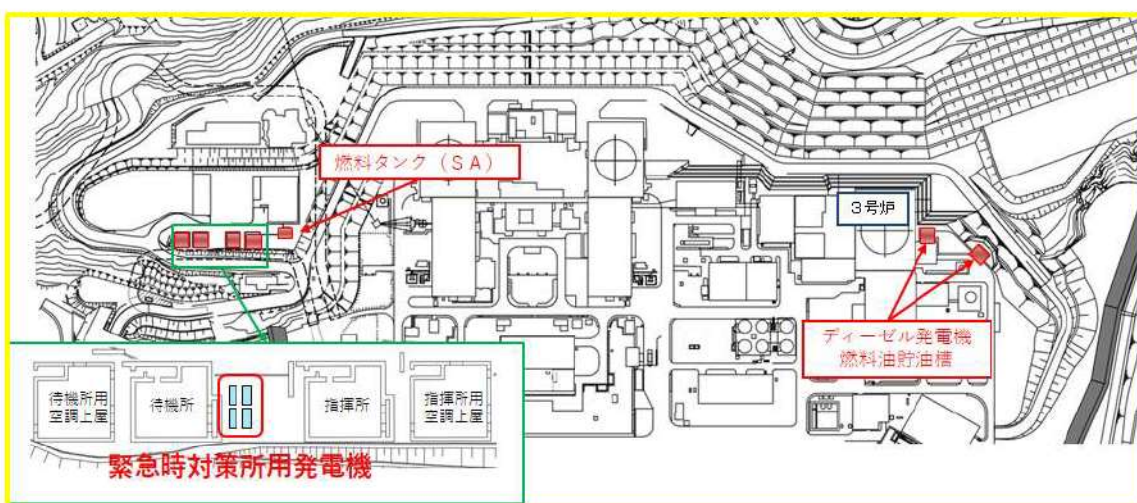 燃料タンク（ＳＡ）
３号炉
ディーゼル発電機
燃料油貯油槽
待機所用
空調上屋
待機所
指揮所
指揮所用
空調上屋
緊急時対策所用発電機